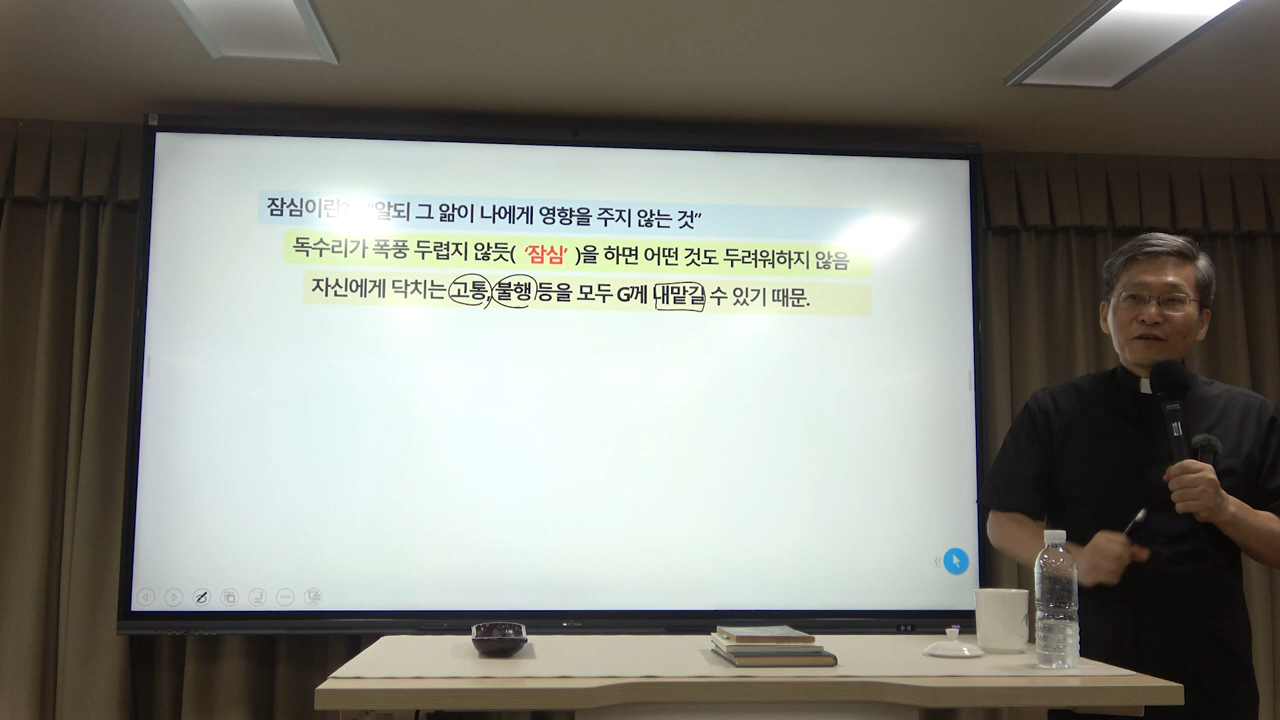 잠심이란? "알되 그 앎이 나에게 영향을 주지 않는 것"
독수리가 폭풍 두렵지 않듯( '잠심' )을 하면 어떤 것도 두려워하지 않음
자신에게 닥치는 고통, 불행 등을 모두 G께 내맡길 수 있기 때문.